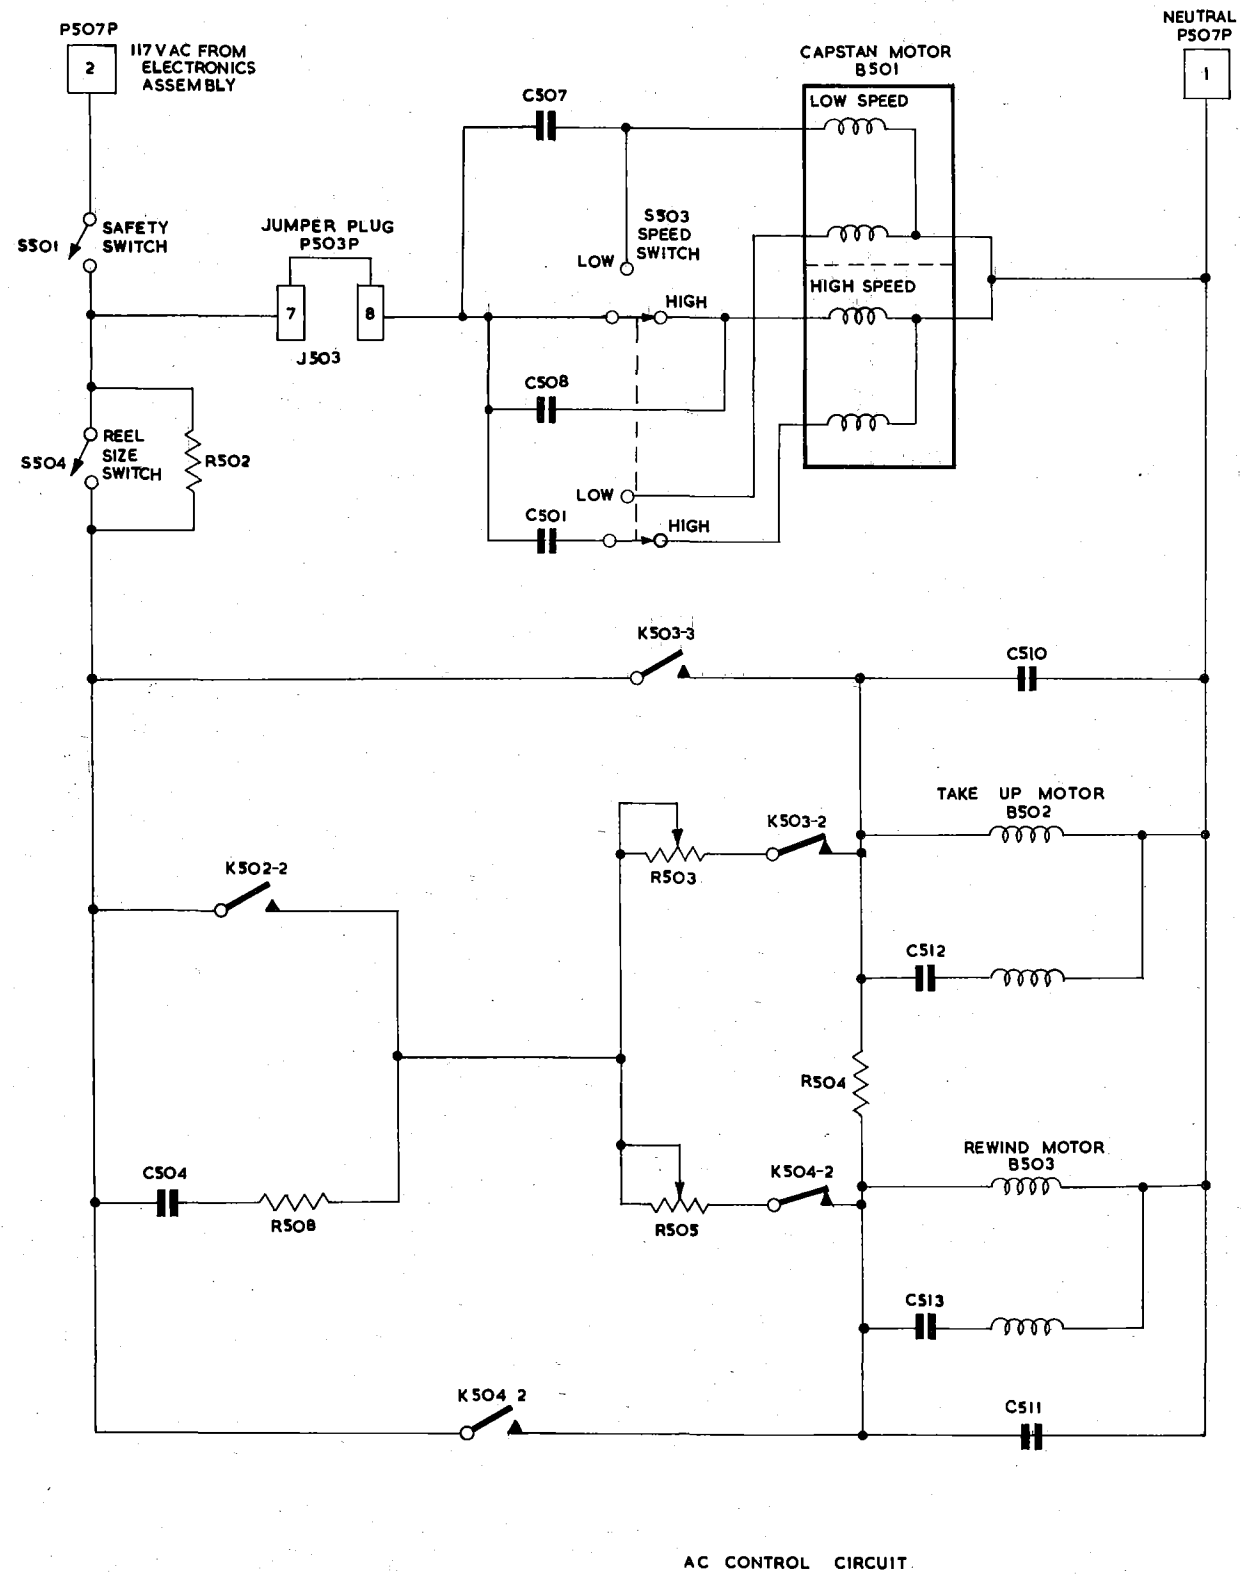 P507P
2
117VAC FROM
ELECTRONICS
ASSEMBLY
NEUTRAL
P507P
1
CAPSTAN MOTOR
B501
LOW SPEED
HIGH SPEED
C507
S501
SAFETY
SWITCH
JUMPER PLUG
P503P
7
8
J503
S503
SPEED
SWITCH
LOW
HIGH
C508
S504
REEL
SIZE
SWITCH
R502
LOW
C501
HIGH
K503-3
C510
TAKE UP MOTOR
B502
K503-2
R503
K502-2
C512
R504
C504
R508
K504-2
R505
REWIND MOTOR
B503
C513
K504 2
C511
AC CONTROL CIRCUIT